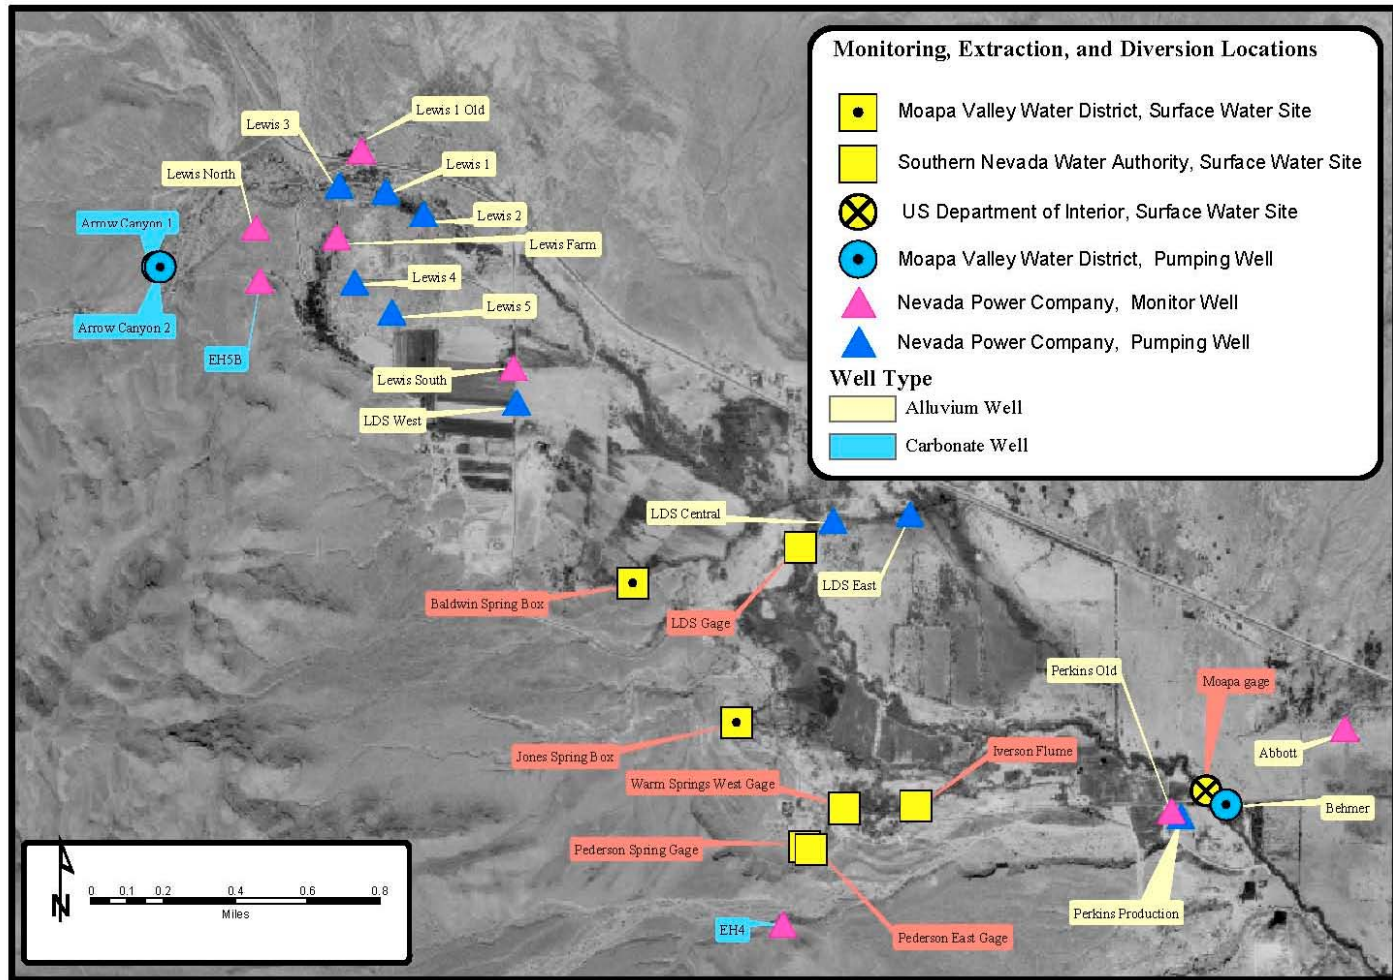 Monitoring, Extraction, and Diversion Locations
Moapa Valley Water District, Surface Water Site
Southern Nevada Water Authority, Surface Water Site
US Department of Interior, Surface Water Site
Moapa Valley Water District, Pumping Well
Nevada Power Company, Monitor Well
Nevada Power Company, Pumping Well
Well Type
Alluvium Well
Carbonate Well
Lewis 1 Old
Lewis 3
Lewis 1
Lewis North
Lewis 2
Arrow Canyon 1
Lewis Farm
Lewis 4
Lewis 5
Arrow Canyon 2
EH5B
Lewis South
LDS West
LDS Central
LDS East
Baldwin Spring Box
LDS Gage
Perkins Old
Moapa gage
Jones Spring Box
Iverson Flume
Abbott
Warm Springs West Gage
Behmer
Pederson Spring Gage
Perkins Production
EH4
Pederson East Gage
N
0 0.1 0.2 0.4 0.6 0.8
Miles